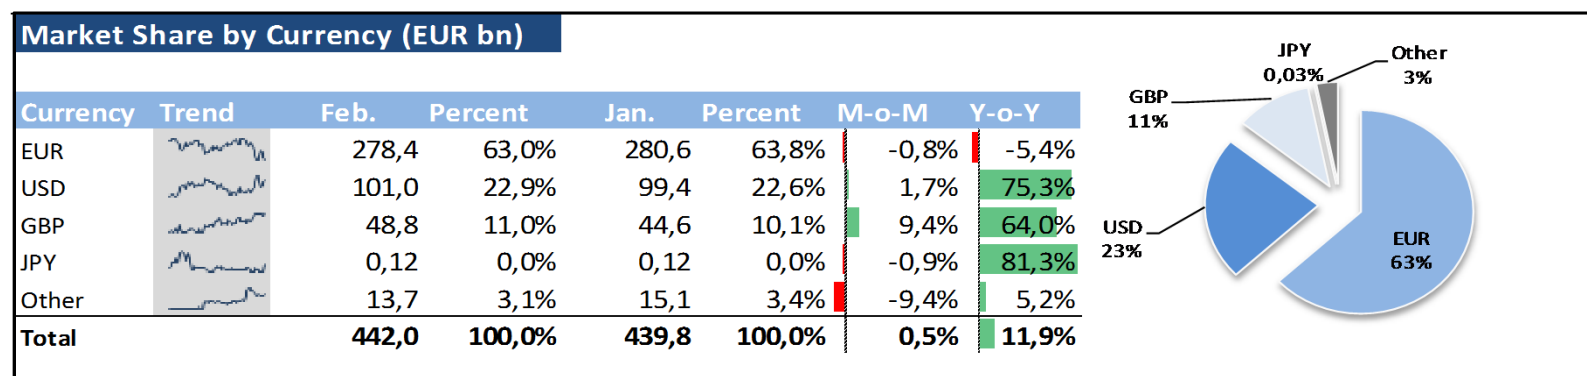 Market Share by Currency (EUR bn)
Currency Trend Feb. Percent Jan. Percent M-o-M Y-o-Y
EUR 278,4 63,0% 280,6 63,8% -0,8% -5,4%
USD 101,0 22,9% 99,4 22,6% 1,7% 75,3%
GBP 48,8 11,0% 44,6 10,1% 9,4% 64,0%
JPY 0,12 0,0% 0,12 0,0% -0,9% 81,3%
Other 13,7 3,1% 15,1 3,4% -9,4% 5,2%
Total 442,0 100,0% 439,8 100,0% 0,5% 11,9%
JPY
0,03%
Other
3%
GBP
11%
USD
23%
EUR
63%